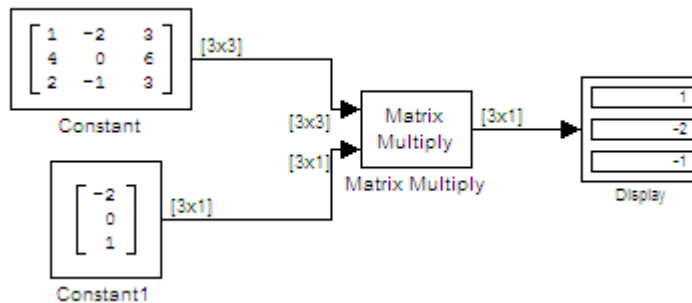 1 -2 3
4 0 6
2 -1 3
[3x3]
Constant
[3x3]
Matrix
Multiply
[3x1]
1
-2
-1
Display
[3x1]
Matrix Multiply
-2
0
1
[3x1]
Constant1